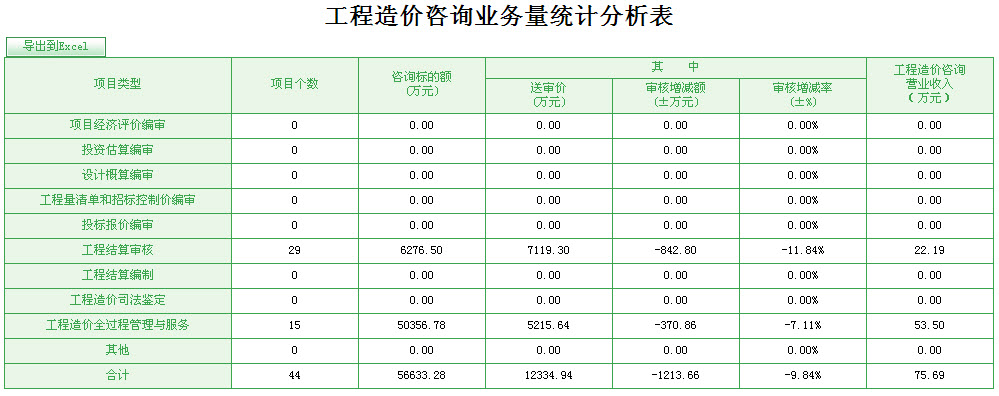 工程造价咨询业务量统计分析表
导出到Excel
项目类型 项目个数 咨询标的额 (万元) 其 中 工程造价咨询 营业收入 (万元)
送审价 (万元) 审核增减额 (±万元) 审核增减率 (±%)
项目经济评价编审 0 0.00 0.00 0.00 0.00% 0.00
投资估算编审 0 0.00 0.00 0.00 0.00% 0.00
设计概算编审 0 0.00 0.00 0.00 0.00% 0.00
工程量清单和招标控制价编审 0 0.00 0.00 0.00 0.00% 0.00
投标报价编审 0 0.00 0.00 0.00 0.00% 0.00
工程结算审核 29 6276.50 7119.30 -842.80 -11.84% 22.19
工程结算编制 0 0.00 0.00 0.00 0.00% 0.00
工程造价司法鉴定 0 0.00 0.00 0.00 0.00% 0.00
工程造价全过程管理与服务 15 50356.78 5215.64 -370.86 -7.11% 53.50
其他 0 0.00 0.00 0.00 0.00% 0.00
合计 44 56633.28 12334.94 -1213.66 -9.84% 75.69